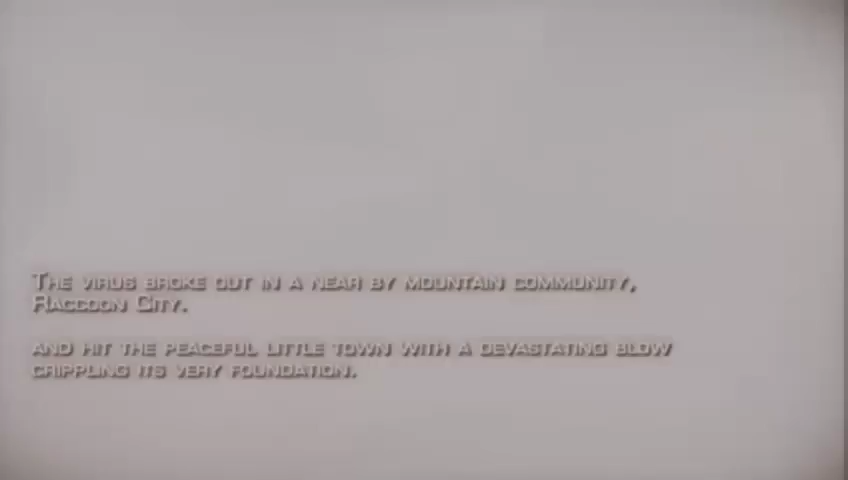 The virus broke out in a near by mountain community,
Raccoon City.
and hit the peaceful little town with a devastating blow
crippling its very foundation.